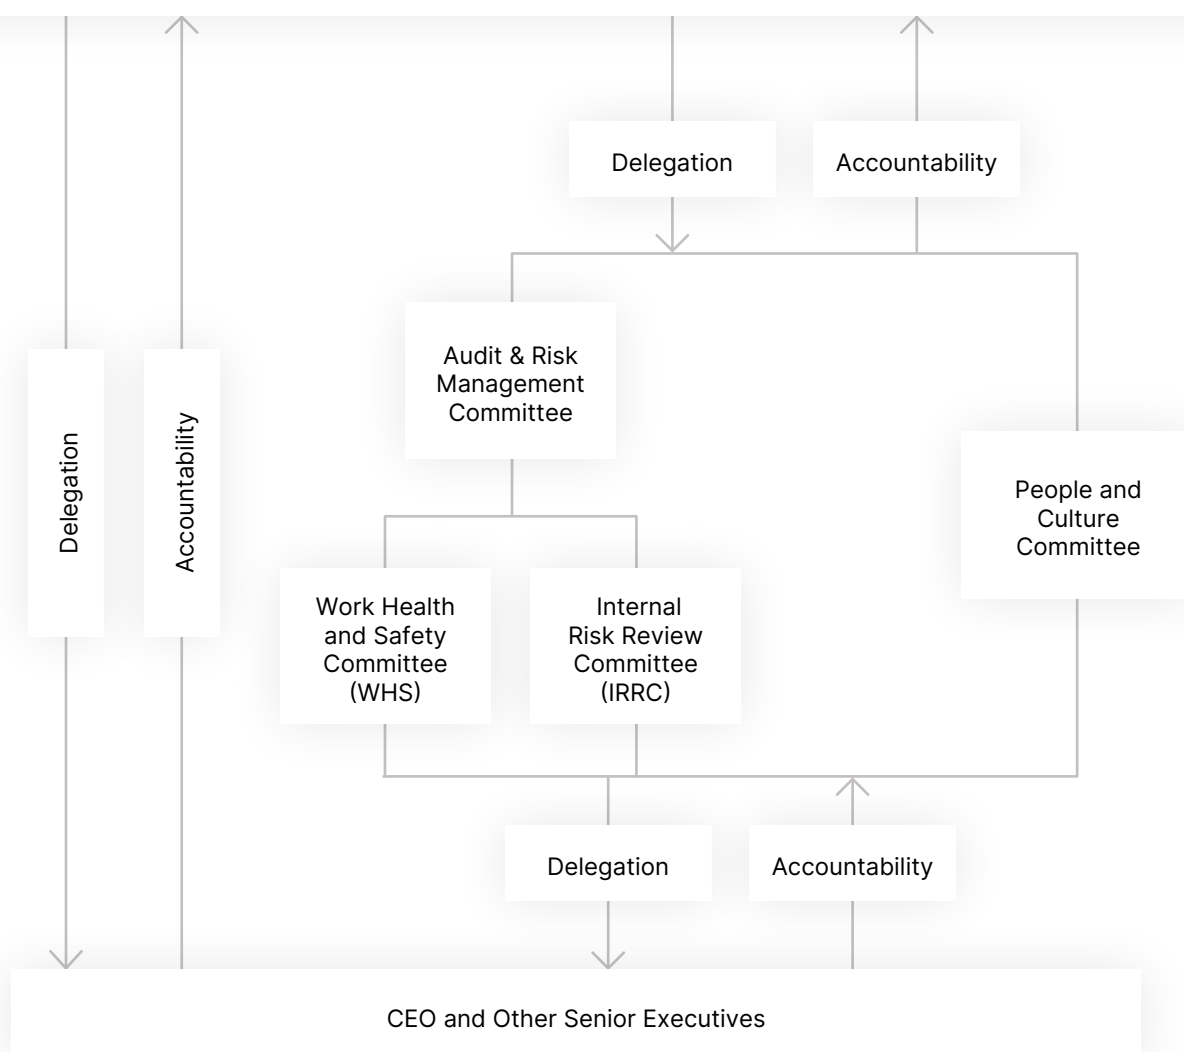 Delegation
Accountability
Audit & Risk
Management
Committee
People and
Culture
Committee
Delegation
Accountability
Work Health
and Safety
Committee
(WHS)
Internal
Risk Review
Committee
(IRRC)
Delegation
Accountability
CEO and Other Senior Executives